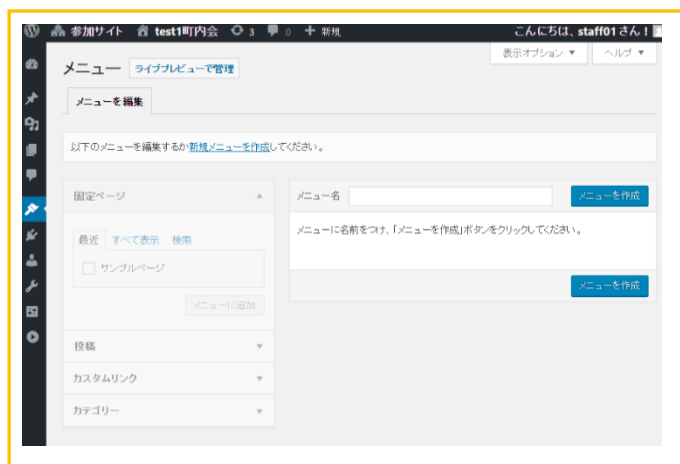 参加サイト test1町内会 3 0 + 新規 こんにちは、staff01 さん!
表示オプション ▼ ヘルプ ▼
メニュー ライブプレビューで管理
メニューを編集
以下のメニューを編集するか新規メニューを作成してください。
固定ページ
最近 すべて表示 検索
サンプルページ
メニューに追加
投稿
カスタムリンク
カテゴリー
メニュー名 メニューを作成
メニューに名前をつけ、「メニューを作成」ボタンをクリックしてください。
メニューを作成